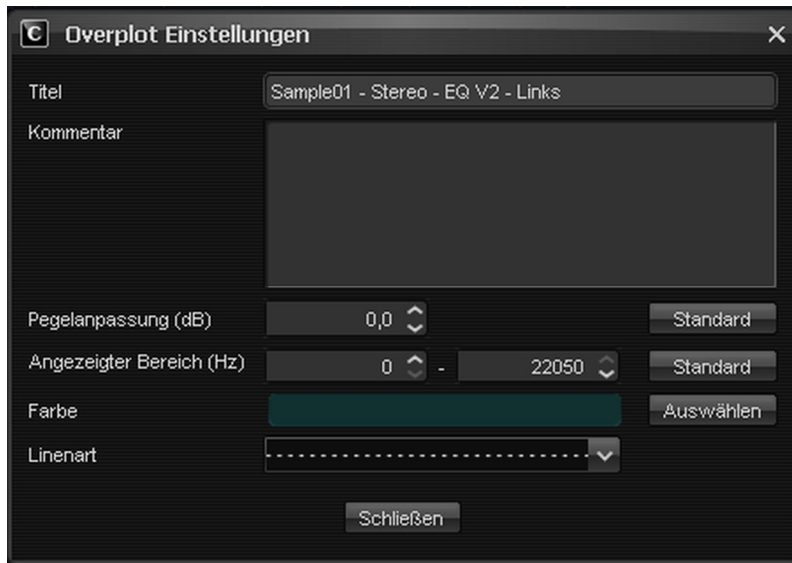 C Overplot Einstellungen
Titel Sample01 - Stereo - EQ V2 - Links
Kommentar
Pegelanpassung (dB) 0,0 Standard
Angezeigter Bereich (Hz) 0 - 22050 Standard
Farbe Auswählen
Linenart
Schließen